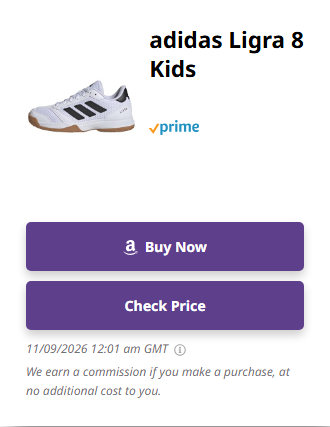 adidas Ligra 8
Kids
prime
Buy Now
Check Price
11/09/2026 12:01 am GMT
We earn a commission if you make a purchase, at
no additional cost to you.